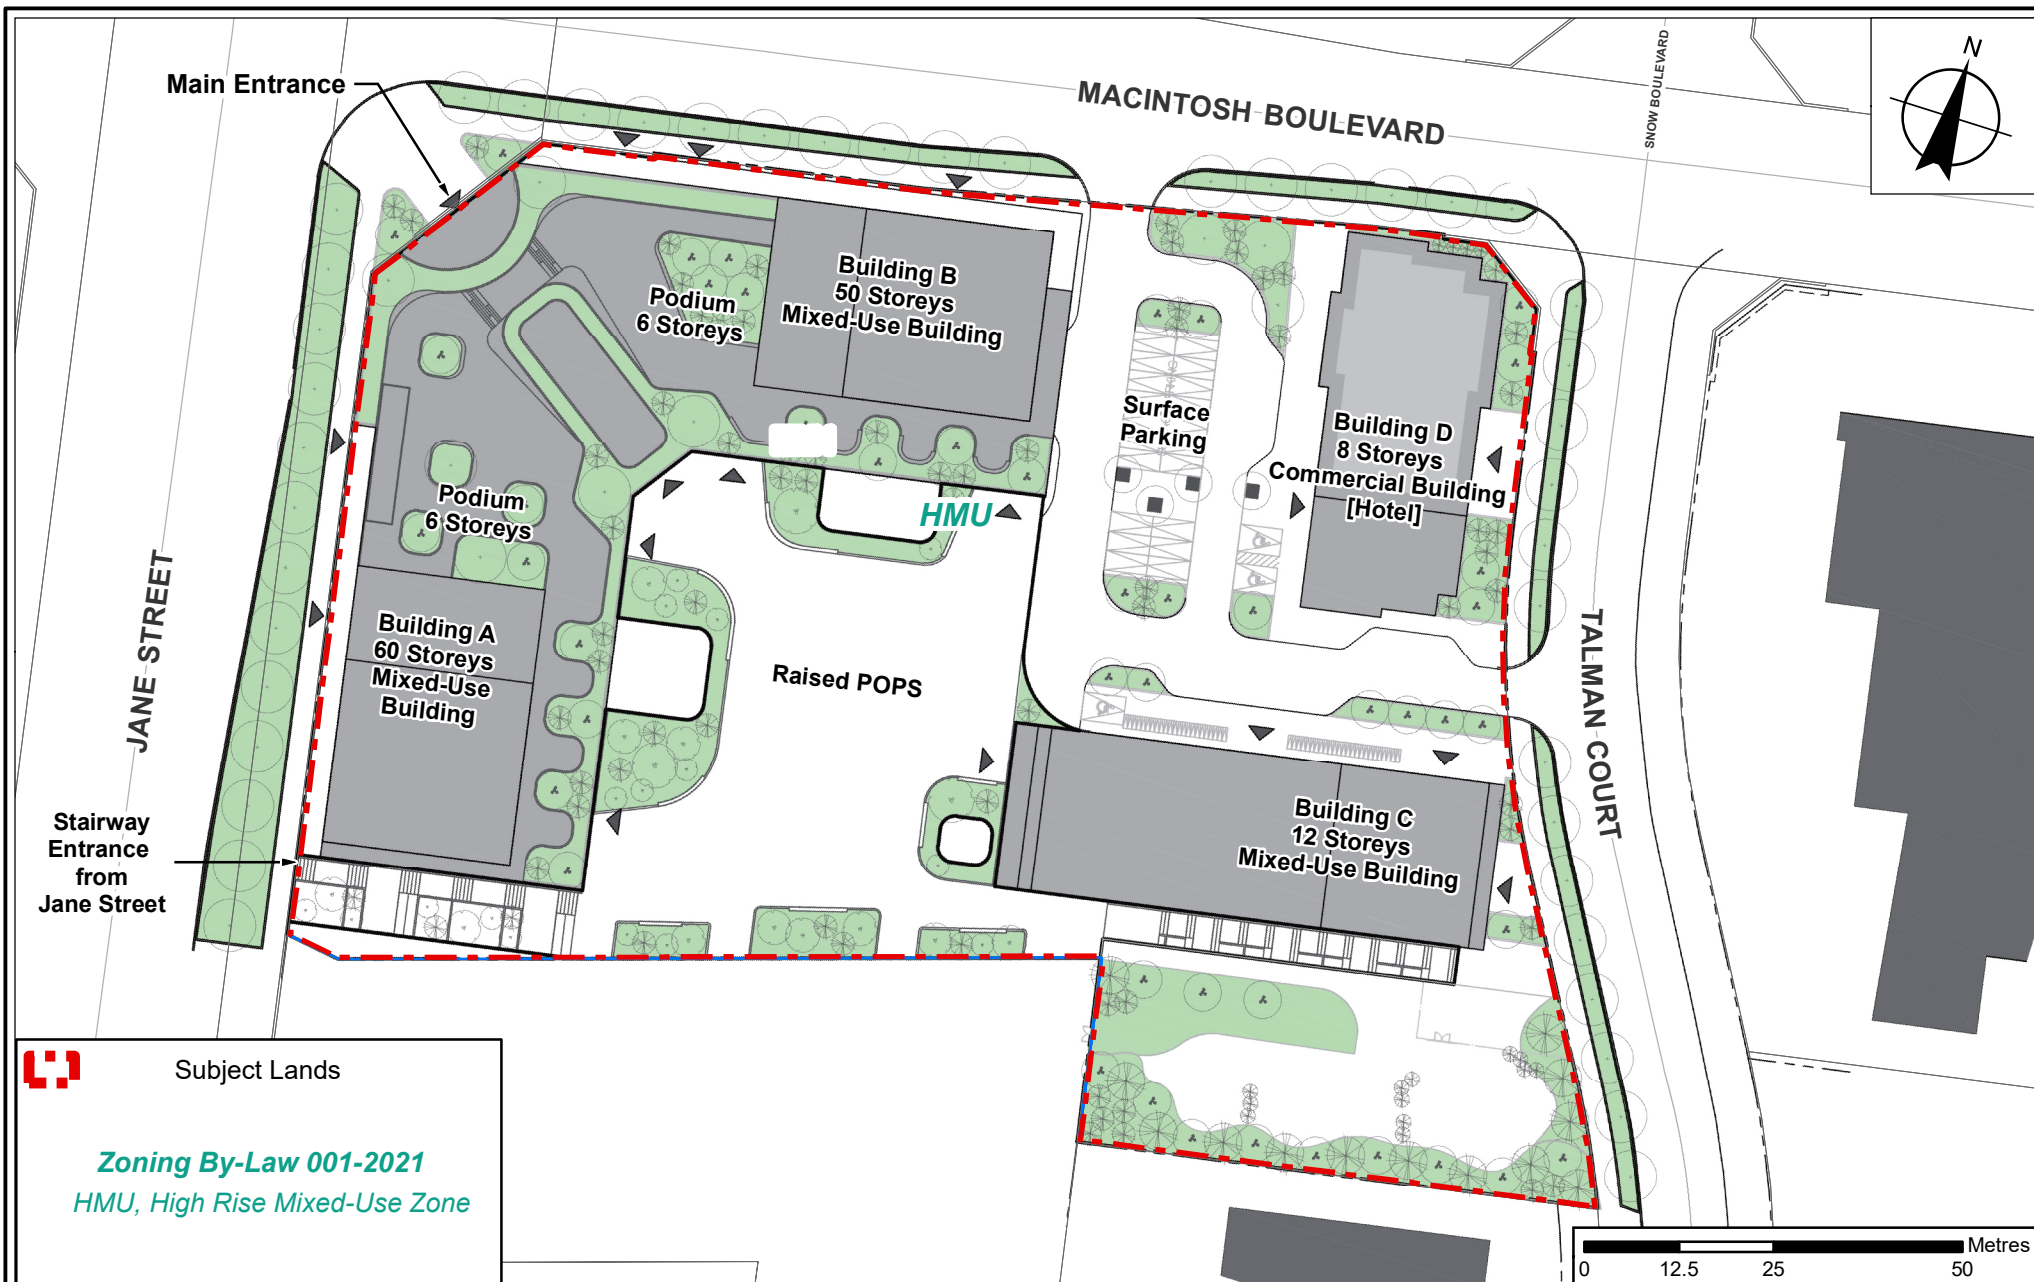 Main Entrance
MACINTOSH BOULEVARD
SNOW BOULEVARD
N
Building B
50 Storeys
Mixed-Use Building
Podium
6 Storeys
Surface
Parking
Building D
8 Storeys
Commercial Building
[Hotel]
HMU
Podium
6 Storeys
JANE STREET
Building A
60 Storeys
Mixed-Use
Building
Raised POPS
TALMAN COURT
Building C
12 Storeys
Mixed-Use Building
Stairway
Entrance
from
Jane Street
Subject Lands
Zoning By-Law 001-2021
HMU, High Rise Mixed-Use Zone
Metres
0 12.5 25 50